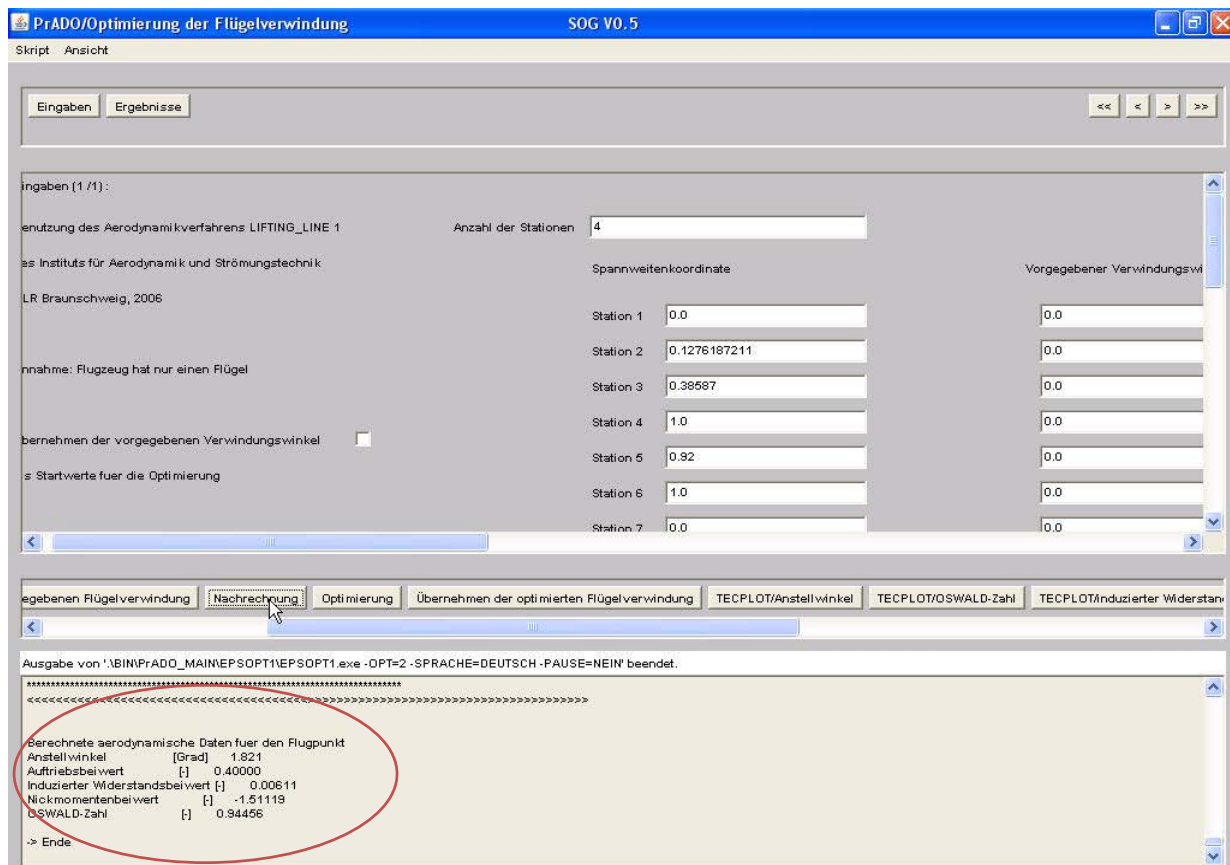 PrADO/Optimierung der Flügelverwindung SOG V0.5
Skript Ansicht
Eingaben Ergebnisse << < > >>
ingaben (1 /1) :
enutzung des Aerodynamikverfahrens LIFTING_LINE 1 Anzahl der Stationen 4
es Instituts für Aerodynamik und Strömungstechnik
Spannweitenkoordinate Vorgegebener Verwindungswi
LR Braunschweig, 2006
Station 1 0.0 0.0
Station 2 0.1276187211 0.0
nnahme: Flugzeug hat nur einen Flügel
Station 3 0.38587 0.0
Station 4 1.0 0.0
bernehmen der vorgegebenen Verwindungswinkel
Station 5 0.92 0.0
s Startwerte fuer die Optimierung
Station 6 1.0 0.0
Station 7 0.0 0.0
egebenen Flügelverwindung Nachrechnung Optimierung Übernehmen der optimierten Flügelverwindung TECPLOT/Anstellwinkel TECPLOT/OSWALD-Zahl TECPLOT/Induzierter Widerstan
Ausgabe von '.\BIN\PrADO_MAIN\EPSOPT1\EPSOPT1.exe -OPT=2 -SPRACHE=DEUTSCH -PAUSE=NEIN' beendet.
Berechnete aerodynamische Daten fuer den Flugpunkt
Anstellwinkel [Grad] 1.821
Auftriebsbeiwert [-] 0.40000
Induzierter Widerstandsbeiwert [-] 0.00611
Nickmomentenbeiwert [-] -1.51119
OSWALD-Zahl [-] 0.94456
-> Ende